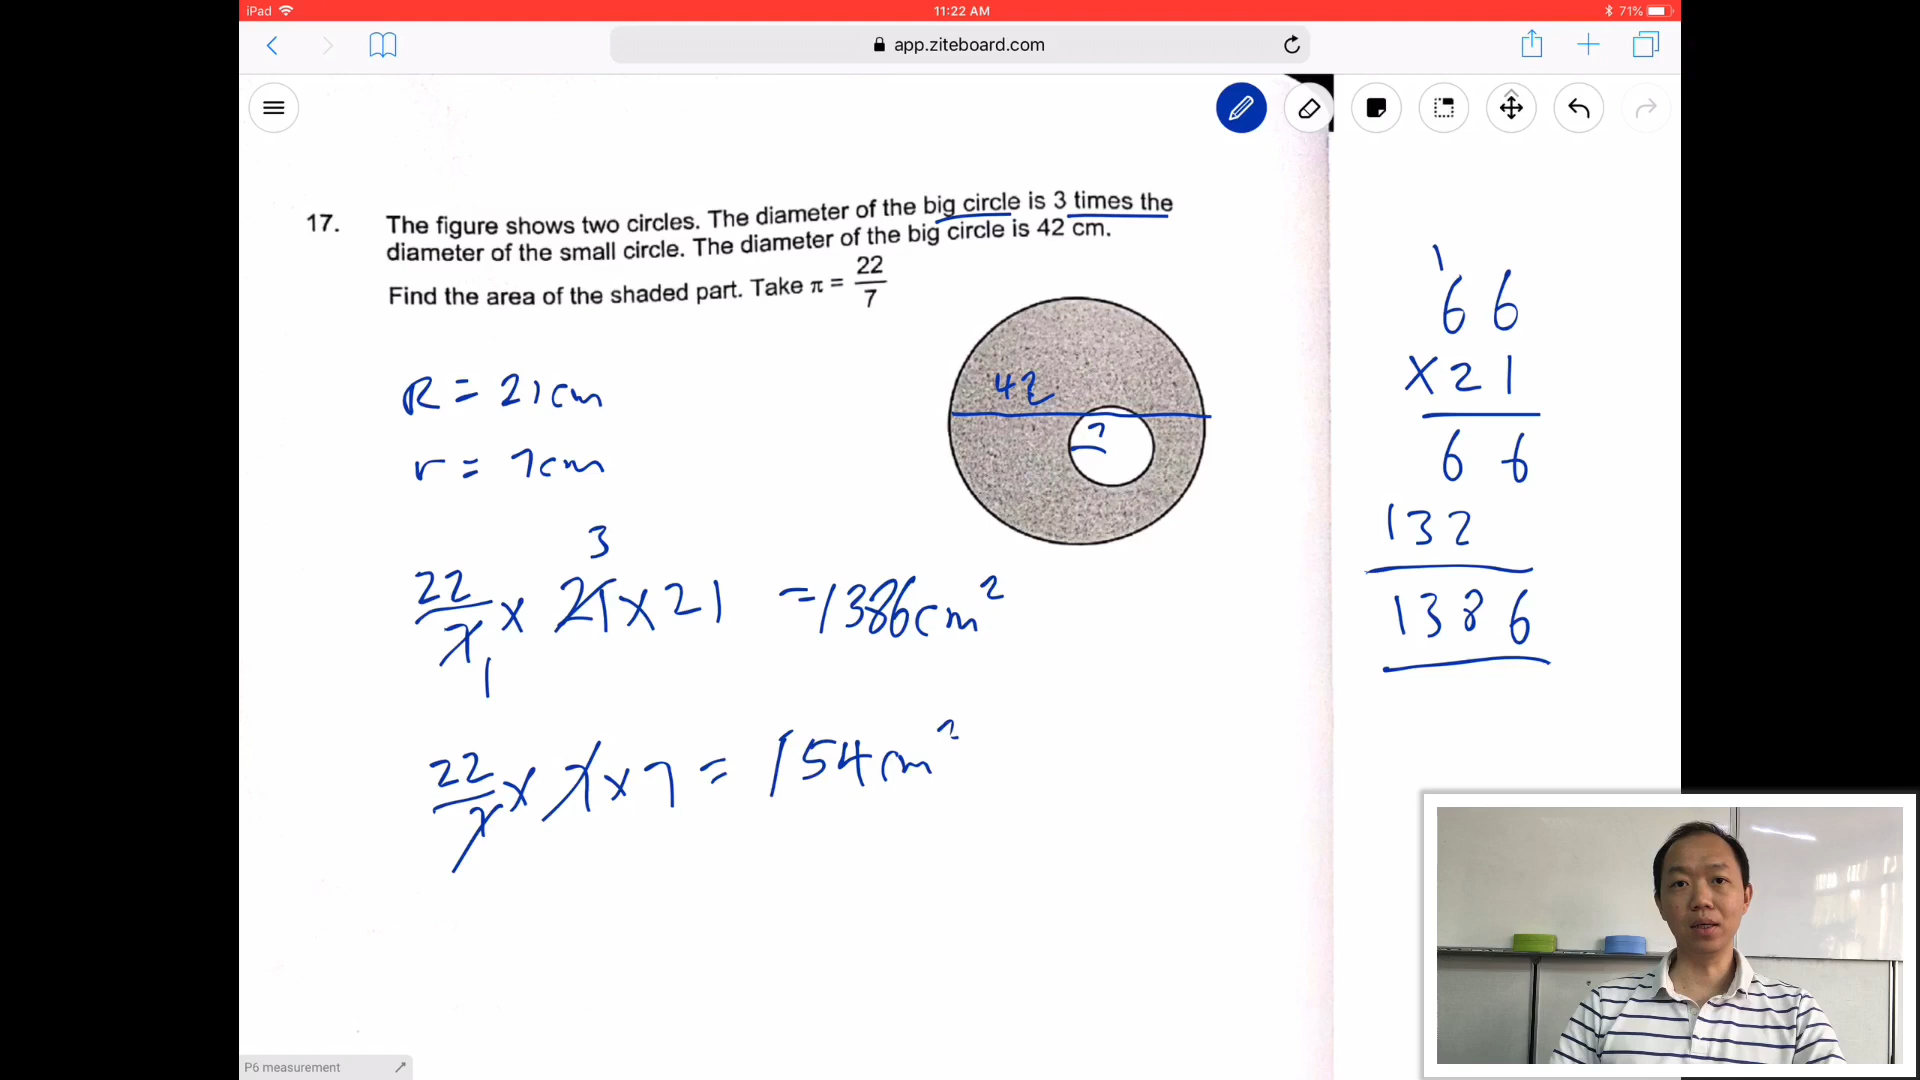 iPad
11:22 AM
71%
app.ziteboard.com
17. The figure shows two circles. The diameter of the big circle is 3 times the
diameter of the small circle. The diameter of the big circle is 42 cm.
Find the area of the shaded part. Take π = 22/7
42
7
R = 21cm
r = 7cm
3
22/7 x 21 x 21 = 1386cm²
1
22/7 x 7 x 7 = 154cm²
1
66
x 21
66
132
1386
P6 measurement